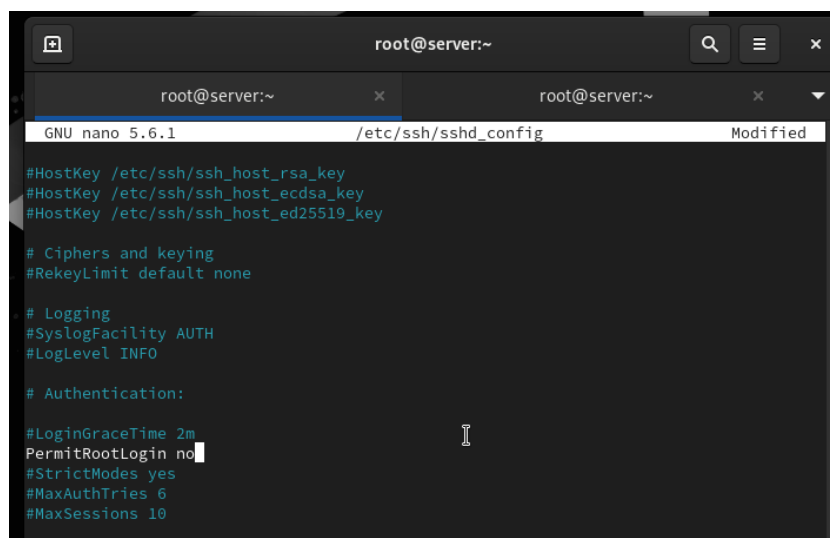 root@server:~
root@server:~ root@server:~
GNU nano 5.6.1 /etc/ssh/sshd_config Modified
#HostKey /etc/ssh/ssh_host_rsa_key
#HostKey /etc/ssh/ssh_host_ecdsa_key
#HostKey /etc/ssh/ssh_host_ed25519_key
# Ciphers and keying
#RekeyLimit default none
# Logging
#SyslogFacility AUTH
#LogLevel INFO
# Authentication:
#LoginGraceTime 2m
PermitRootLogin no
#StrictModes yes
#MaxAuthTries 6
#MaxSessions 10